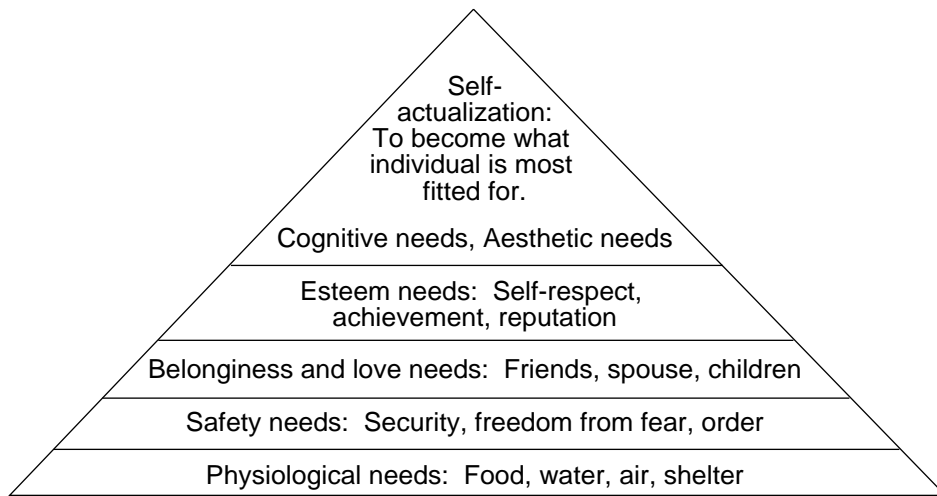 Self-
actualization:
To become what
individual is most
fitted for.
Cognitive needs, Aesthetic needs
Esteem needs:  Self-respect,
achievement, reputation
Belonginess and love needs:  Friends, spouse, children
Safety needs:  Security, freedom from fear, order
Physiological needs:  Food, water, air, shelter